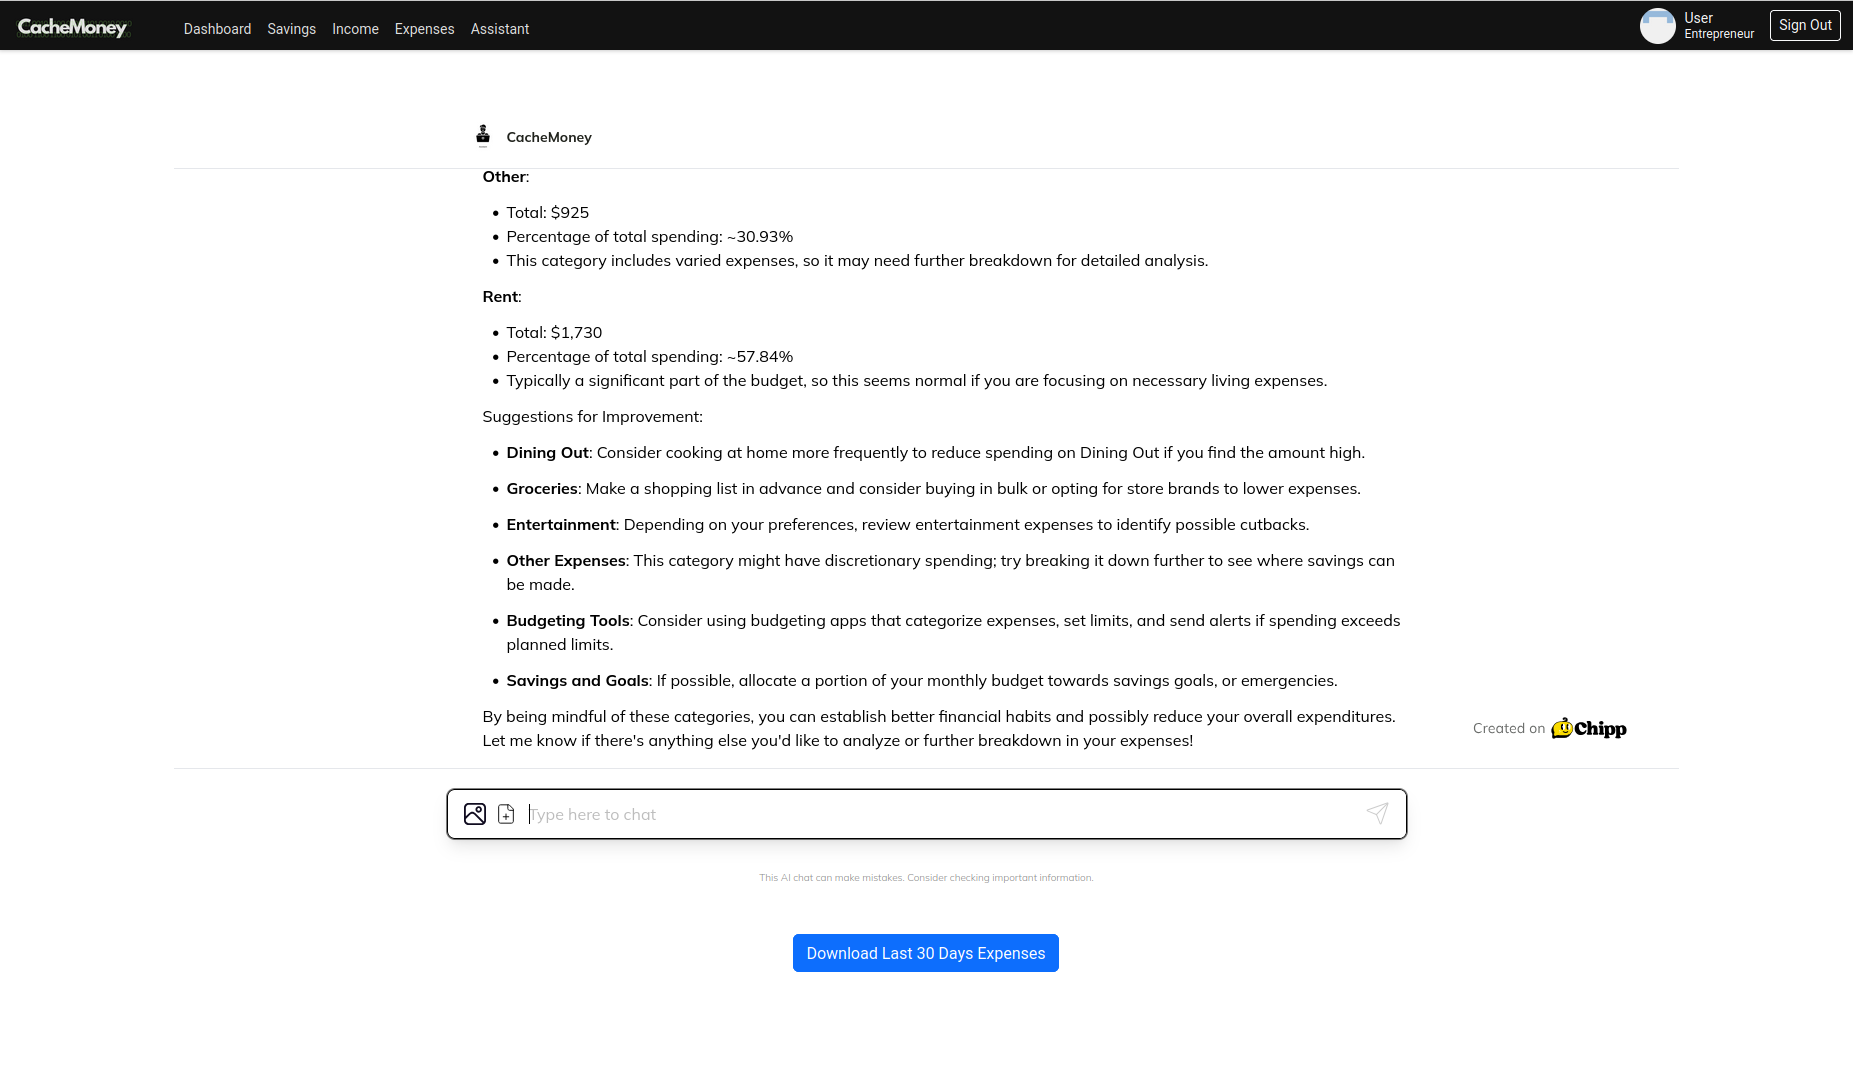 CacheMoney
Dashboard Savings Income Expenses Assistant
User
Entrepreneur
Sign Out
CacheMoney
Other:
• Total: $925
• Percentage of total spending: ~30.93%
• This category includes varied expenses, so it may need further breakdown for detailed analysis.
Rent:
• Total: $1,730
• Percentage of total spending: ~57.84%
• Typically a significant part of the budget, so this seems normal if you are focusing on necessary living expenses.
Suggestions for Improvement:
• Dining Out: Consider cooking at home more frequently to reduce spending on Dining Out if you find the amount high.
• Groceries: Make a shopping list in advance and consider buying in bulk or opting for store brands to lower expenses.
• Entertainment: Depending on your preferences, review entertainment expenses to identify possible cutbacks.
• Other Expenses: This category might have discretionary spending; try breaking it down further to see where savings can
be made.
• Budgeting Tools: Consider using budgeting apps that categorize expenses, set limits, and send alerts if spending exceeds
planned limits.
• Savings and Goals: If possible, allocate a portion of your monthly budget towards savings goals, or emergencies.
By being mindful of these categories, you can establish better financial habits and possibly reduce your overall expenditures.
Let me know if there's anything else you'd like to analyze or further breakdown in your expenses!
Created on Chipp
Type here to chat
This AI chat can make mistakes. Consider checking important information.
Download Last 30 Days Expenses